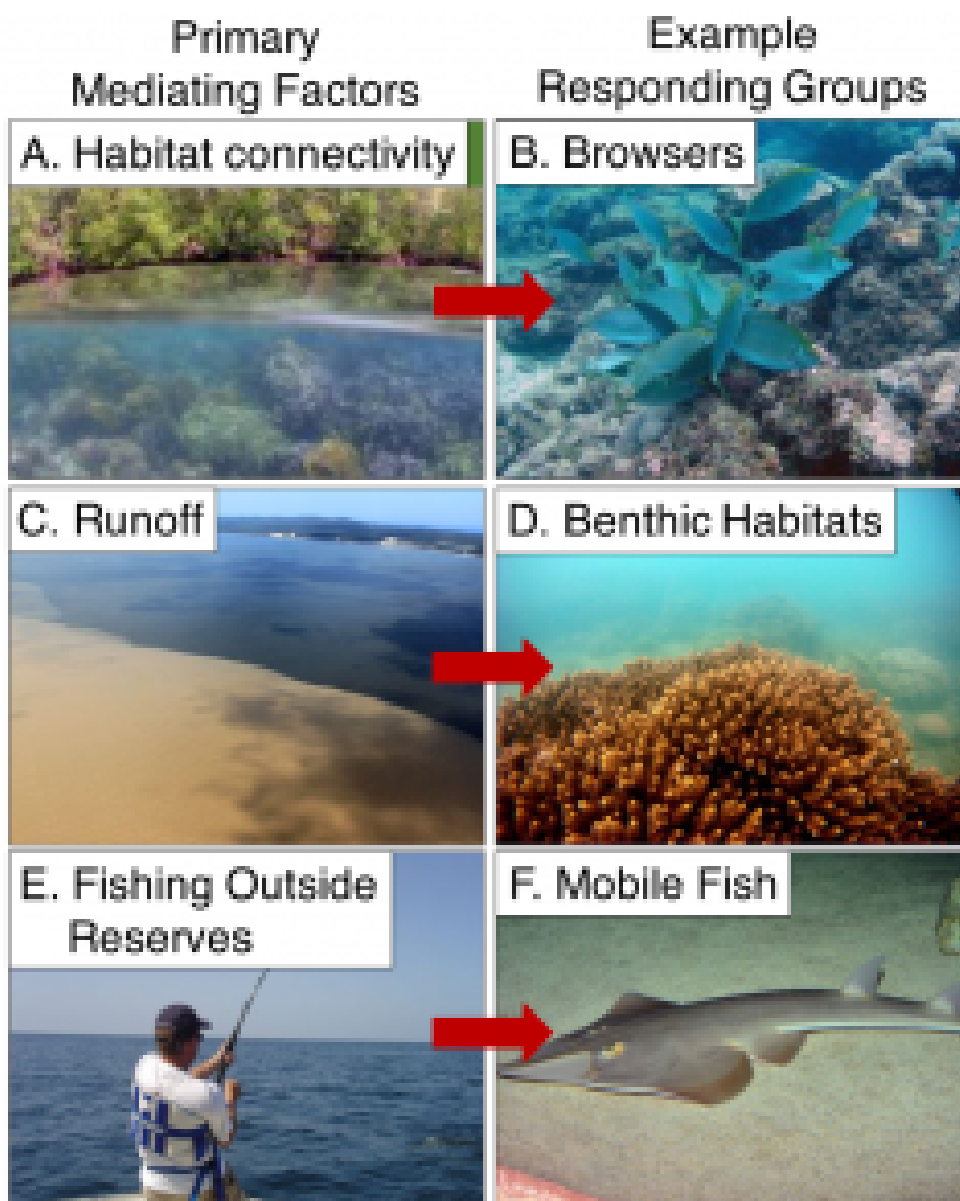 Primary
Mediating Factors
Example
Responding Groups
A. Habitat connectivity
B. Browsers
C. Runoff
D. Benthic Habitats
E. Fishing Outside
Reserves
F. Mobile Fish